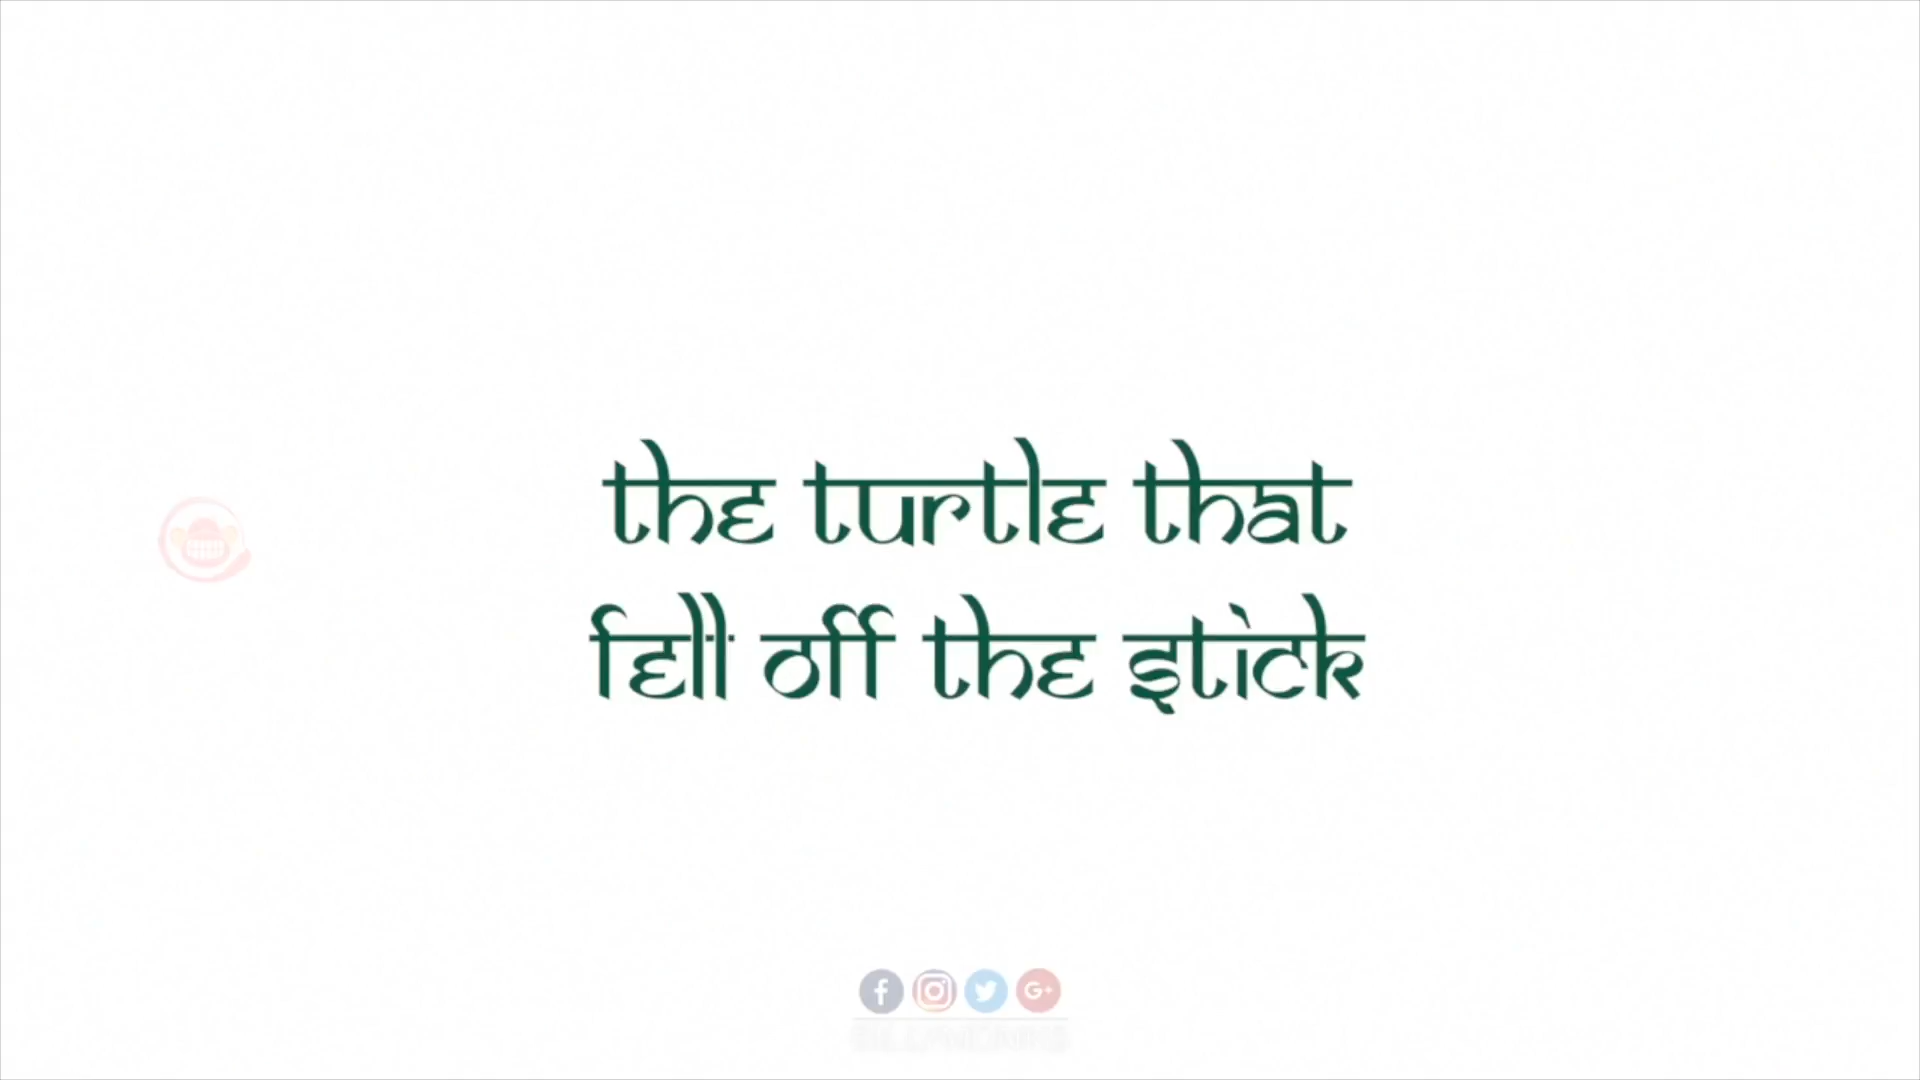 the turtle that
fell off the stick